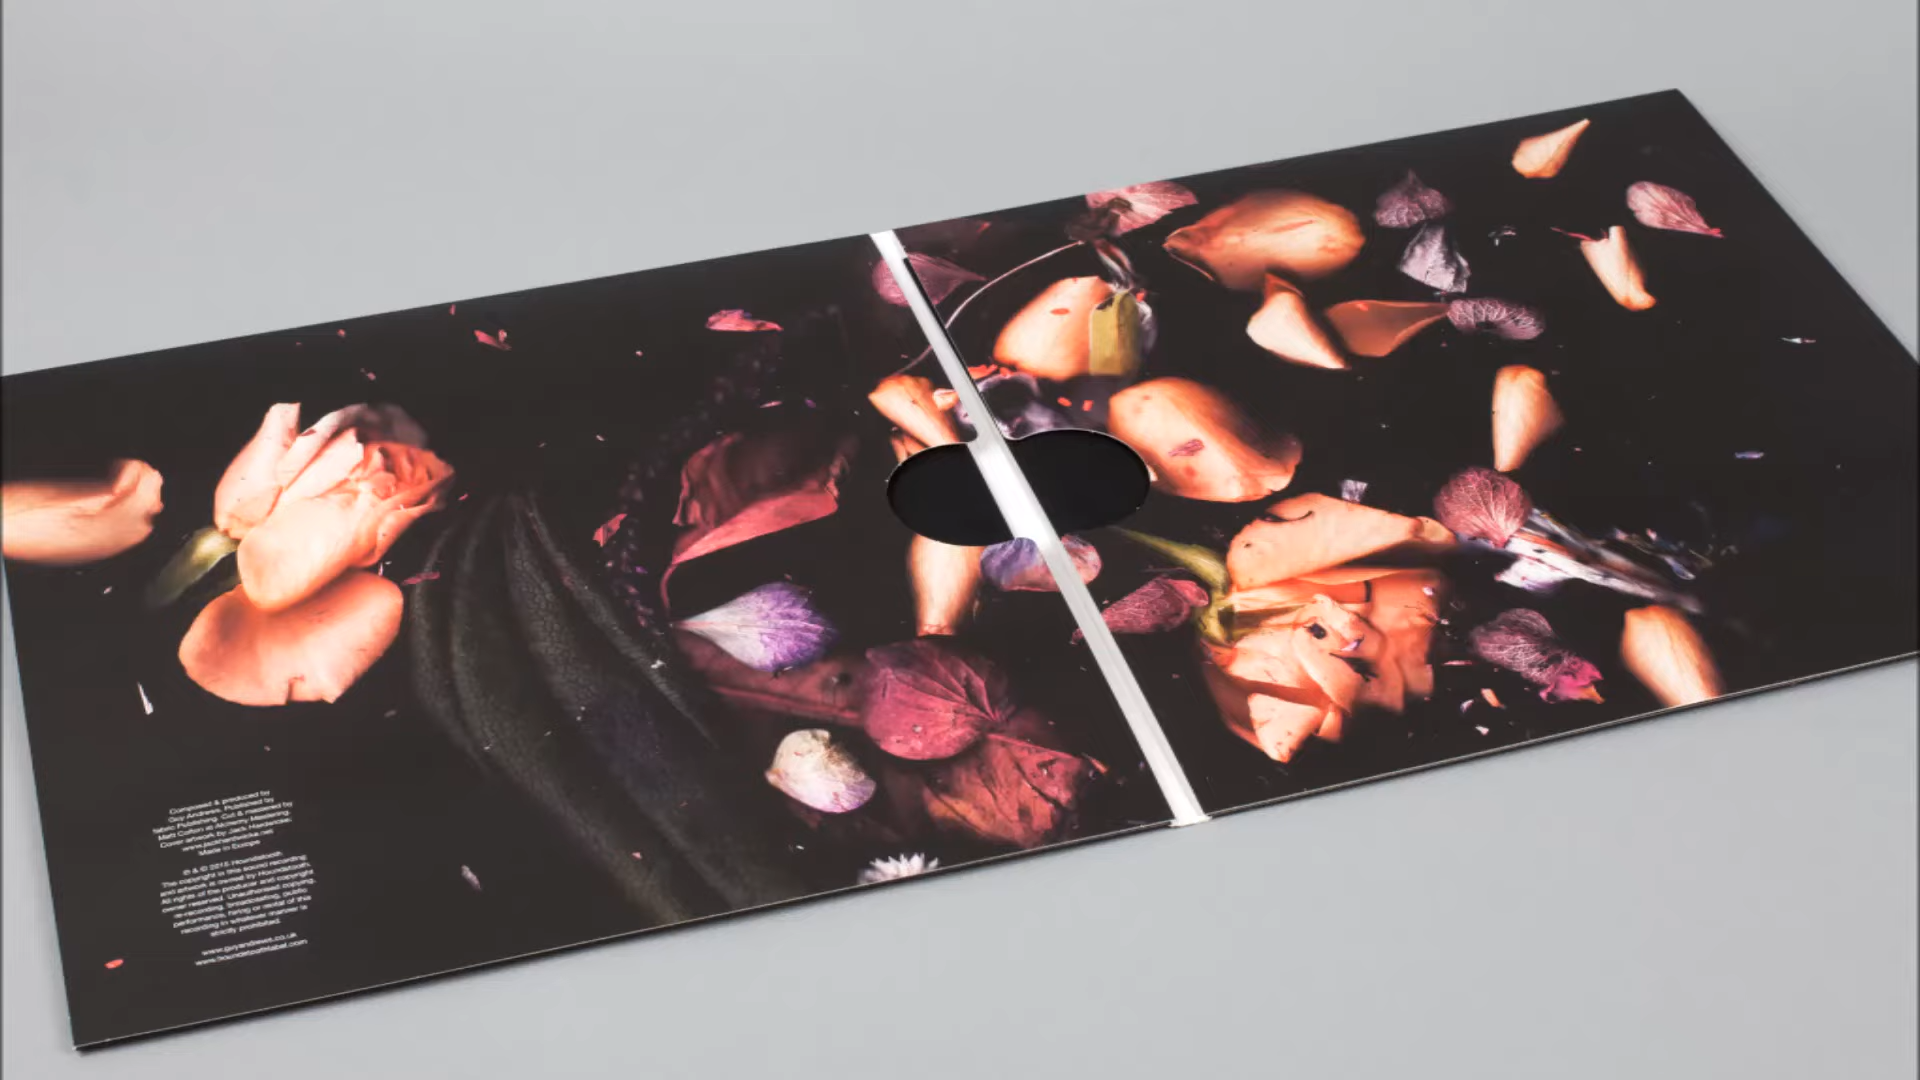 Composed & produced by
Guy Andrews. Published by
fabric Publishing. Cut & mastered by
Matt Colton at Alchemy Mastering.
Cover artwork by Jack Hardwicke.
www.jackhardwicke.net
Made in Europe
℗ & © 2015 Houndstooth.
The copyright in this sound recording
and artwork is owned by Houndstooth.
All rights of the producer and copyright
owner reserved. Unauthorised copying,
re-recording, broadcasting, public
performance, hiring or rental of this
recording in whatever manner is
strictly prohibited.
www.guyandrews.co.uk
www.houndstoothlabel.com